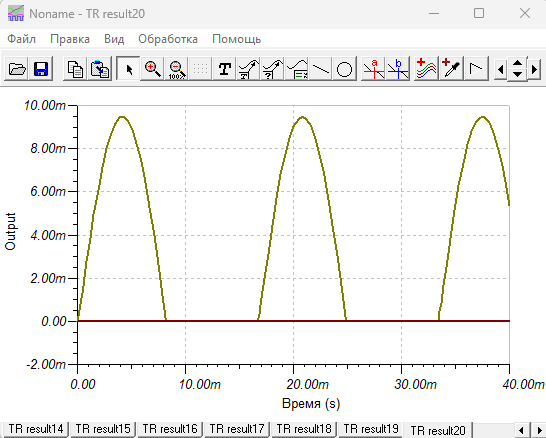 Noname - TR result20
Файл Правка Вид Обработка Помощь
100%
T
?
a
b
10.00m
8.00m
6.00m
4.00m
2.00m
0.00
-2.00m
Output
0.00 10.00m 20.00m 30.00m 40.00m
Время (s)
TR result14 TR result15 TR result16 TR result17 TR result18 TR result19 TR result20